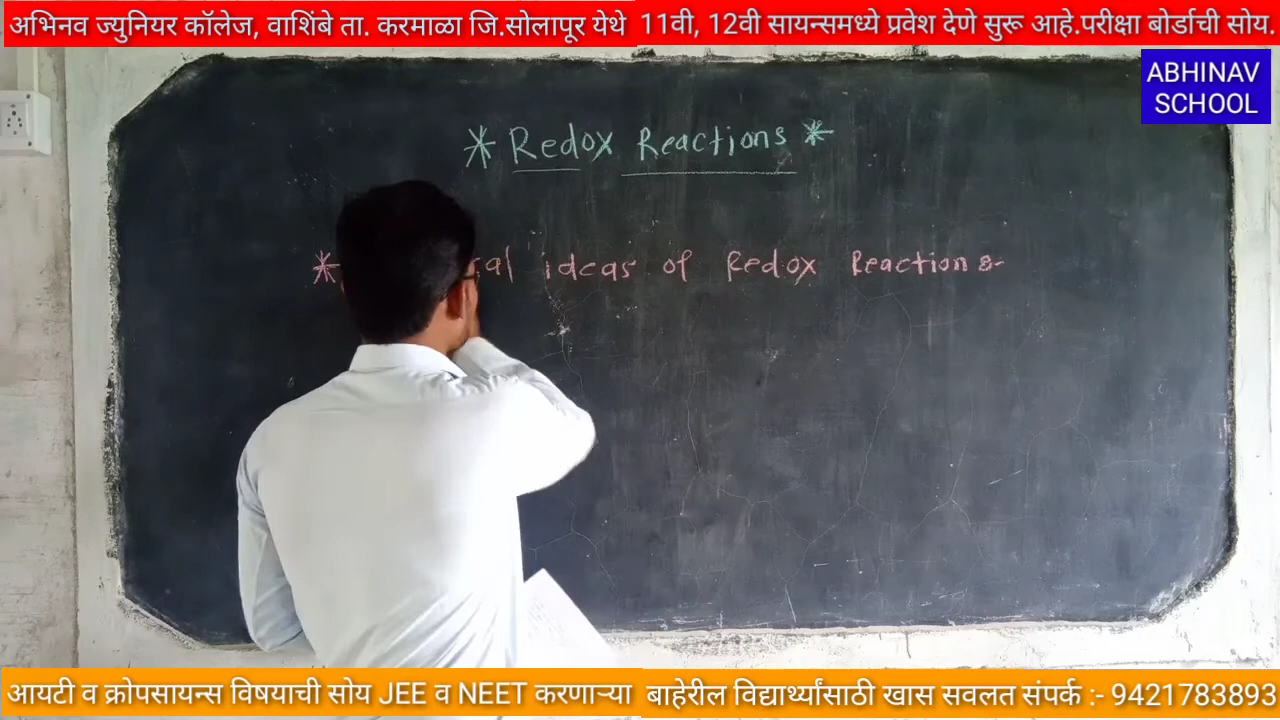 अभिनव ज्युनियर कॉलेज, वाशिंबे ता. करमाळा जि.सोलापूर येथे 11वी, 12वी सायन्समध्ये प्रवेश देणे सुरू आहे.परीक्षा बोर्डाची सोय.
ABHINAV
SCHOOL
* Redox Reactions *
* ideas of Redox Reactions
आयटी व क्रोपसायन्स विषयाची सोय JEE व NEET करणाऱ्या बाहेरील विद्यार्थ्यांसाठी खास सवलत संपर्क :- 9421783893